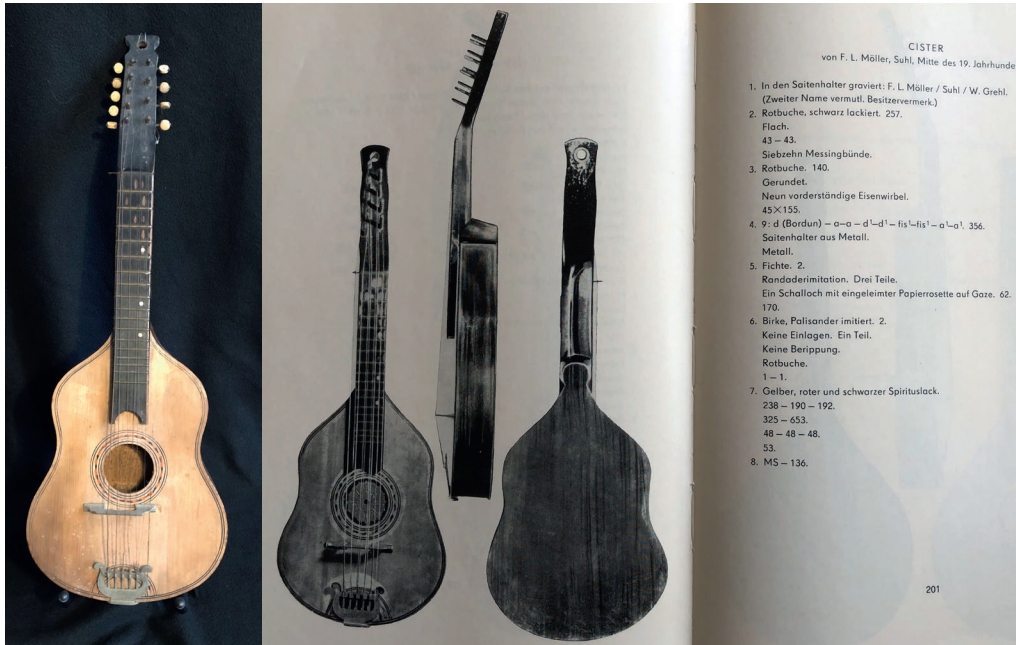 CISTER
von F. L. Möller, Suhl, Mitte des 19. Jahrhunde
1. In den Saitenhalter graviert: F. L. Möller / Suhl / W. Grehl.
(Zweiter Name vermutl. Besitzervermerk.)
2. Rotbuche, schwarz lackiert. 257.
Flach.
43 – 43.
Siebzehn Messingbünde.
3. Rotbuche. 140.
Gerundet.
Neun vorderständige Eisenwirbel.
45×155.
4. 9: d (Bordun) – a–a – d¹–d¹ – fis¹–fis¹ – a¹–a¹. 356.
Saitenhalter aus Metall.
Metall.
5. Fichte. 2.
Randaderimitation. Drei Teile.
Ein Schalloch mit eingeleimter Papierrosette auf Gaze. 62.
170.
6. Birke, Palisander imitiert. 2.
Keine Einlagen. Ein Teil.
Keine Berippung.
Rotbuche.
1 – 1.
7. Gelber, roter und schwarzer Spirituslack.
238 – 190 – 192.
325 – 653.
48 – 48 – 48.
53.
8. MS – 136.
201